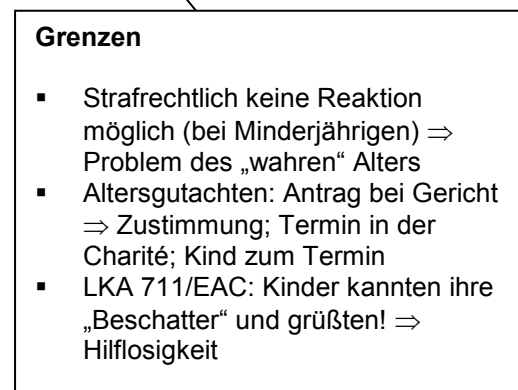 Grenzen
▪ Strafrechtlich keine Reaktion
möglich (bei Minderjährigen) ⇒
Problem des „wahren“ Alters
▪ Altersgutachten: Antrag bei Gericht
⇒ Zustimmung; Termin in der
Charité; Kind zum Termin
▪ LKA 711/EAC: Kinder kannten ihre
„Beschatter“ und grüßten! ⇒
Hilflosigkeit